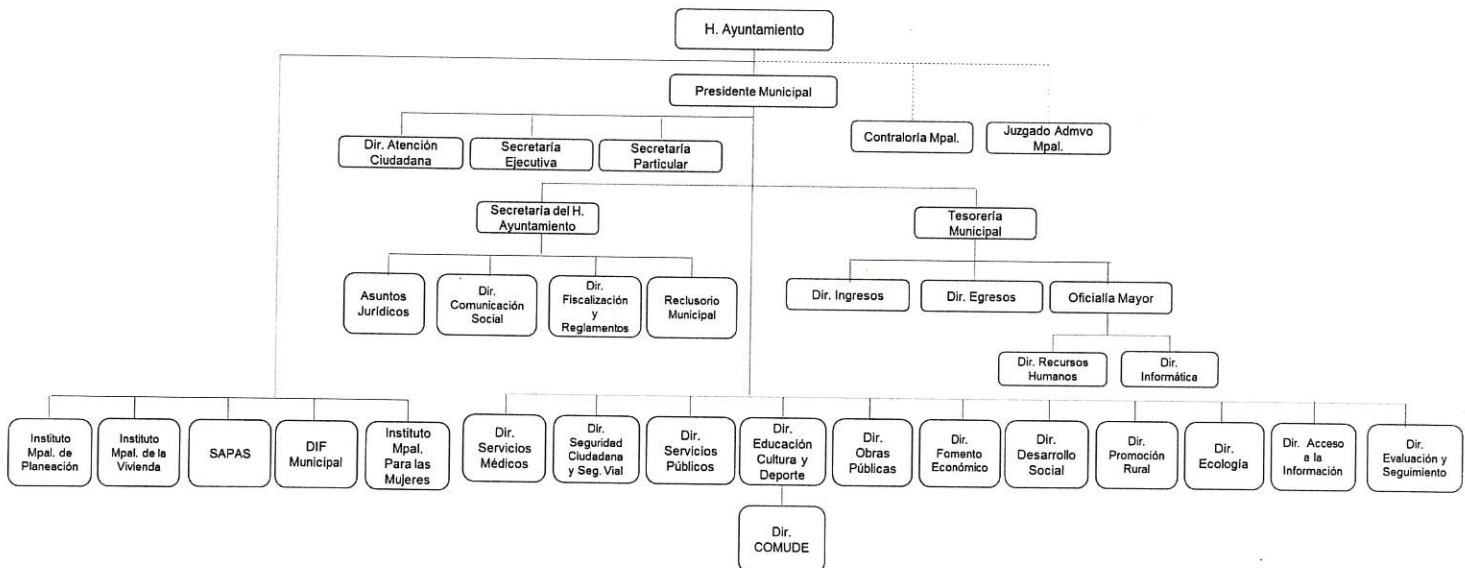 H. Ayuntamiento
Presidente Municipal
Contraloría Mpal.
Juzgado Admvo
Mpal.
Dir. Atención
Ciudadana
Secretaría
Ejecutiva
Secretaría
Particular
Secretaría del H.
Ayuntamiento
Tesorería
Municipal
Asuntos
Jurídicos
Dir.
Comunicación
Social
Dir.
Fiscalización
y
Reglamentos
Reclusorio
Municipal
Dir. Ingresos
Dir. Egresos
Oficialla Mayor
Dir. Recursos
Humanos
Dir.
Informática
Instituto
Mpal. de
Planeación
Instituto
Mpal. de la
Vivienda
SAPAS
DIF
Municipal
Instituto
Mpal.
Para las
Mujeres
Dir.
Servicios
Médicos
Dir.
Seguridad
Ciudadana
y Seg. Vial
Dir.
Servicios
Públicos
Dir.
Educación
Cultura y
Deporte
Dir.
Obras
Públicas
Dir.
Fomento
Económico
Dir.
Desarrollo
Social
Dir.
Promoción
Rural
Dir.
Ecología
Dir. Acceso
a la
Información
Dir.
Evaluación y
Seguimiento
Dir.
COMUDE